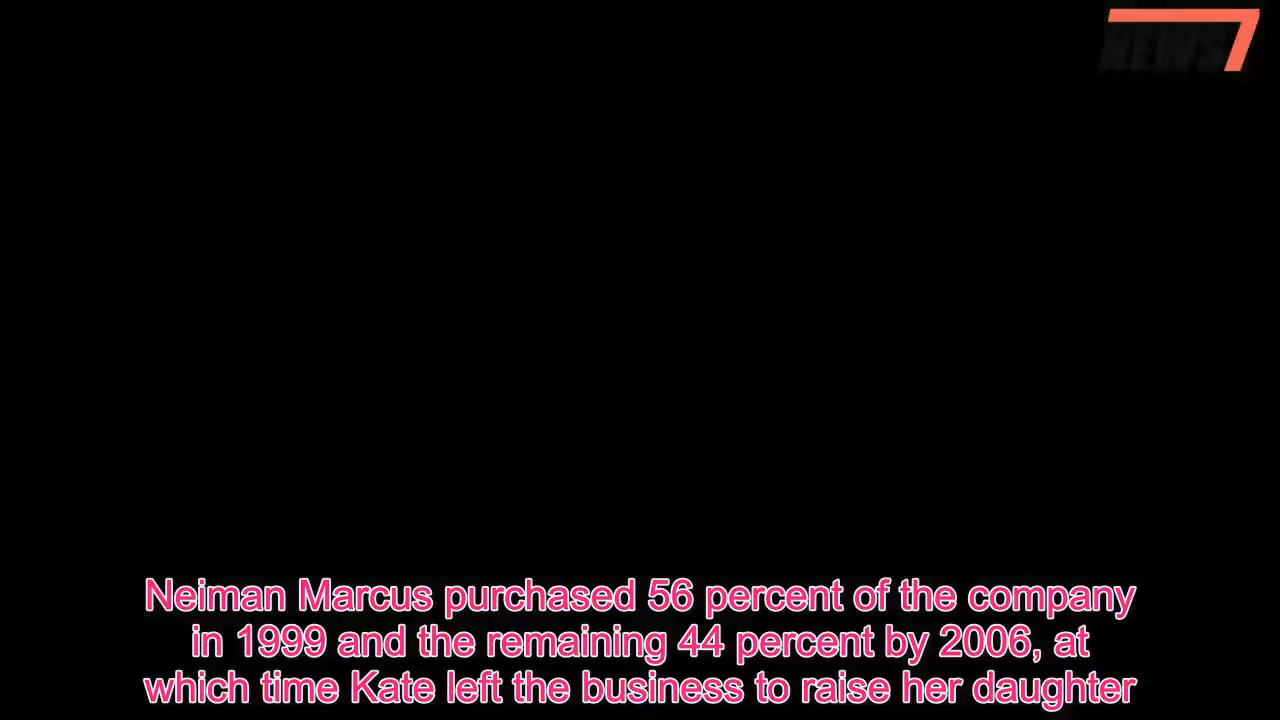 NEWS7
Neiman Marcus purchased 56 percent of the company
in 1999 and the remaining 44 percent by 2006, at
which time Kate left the business to raise her daughter